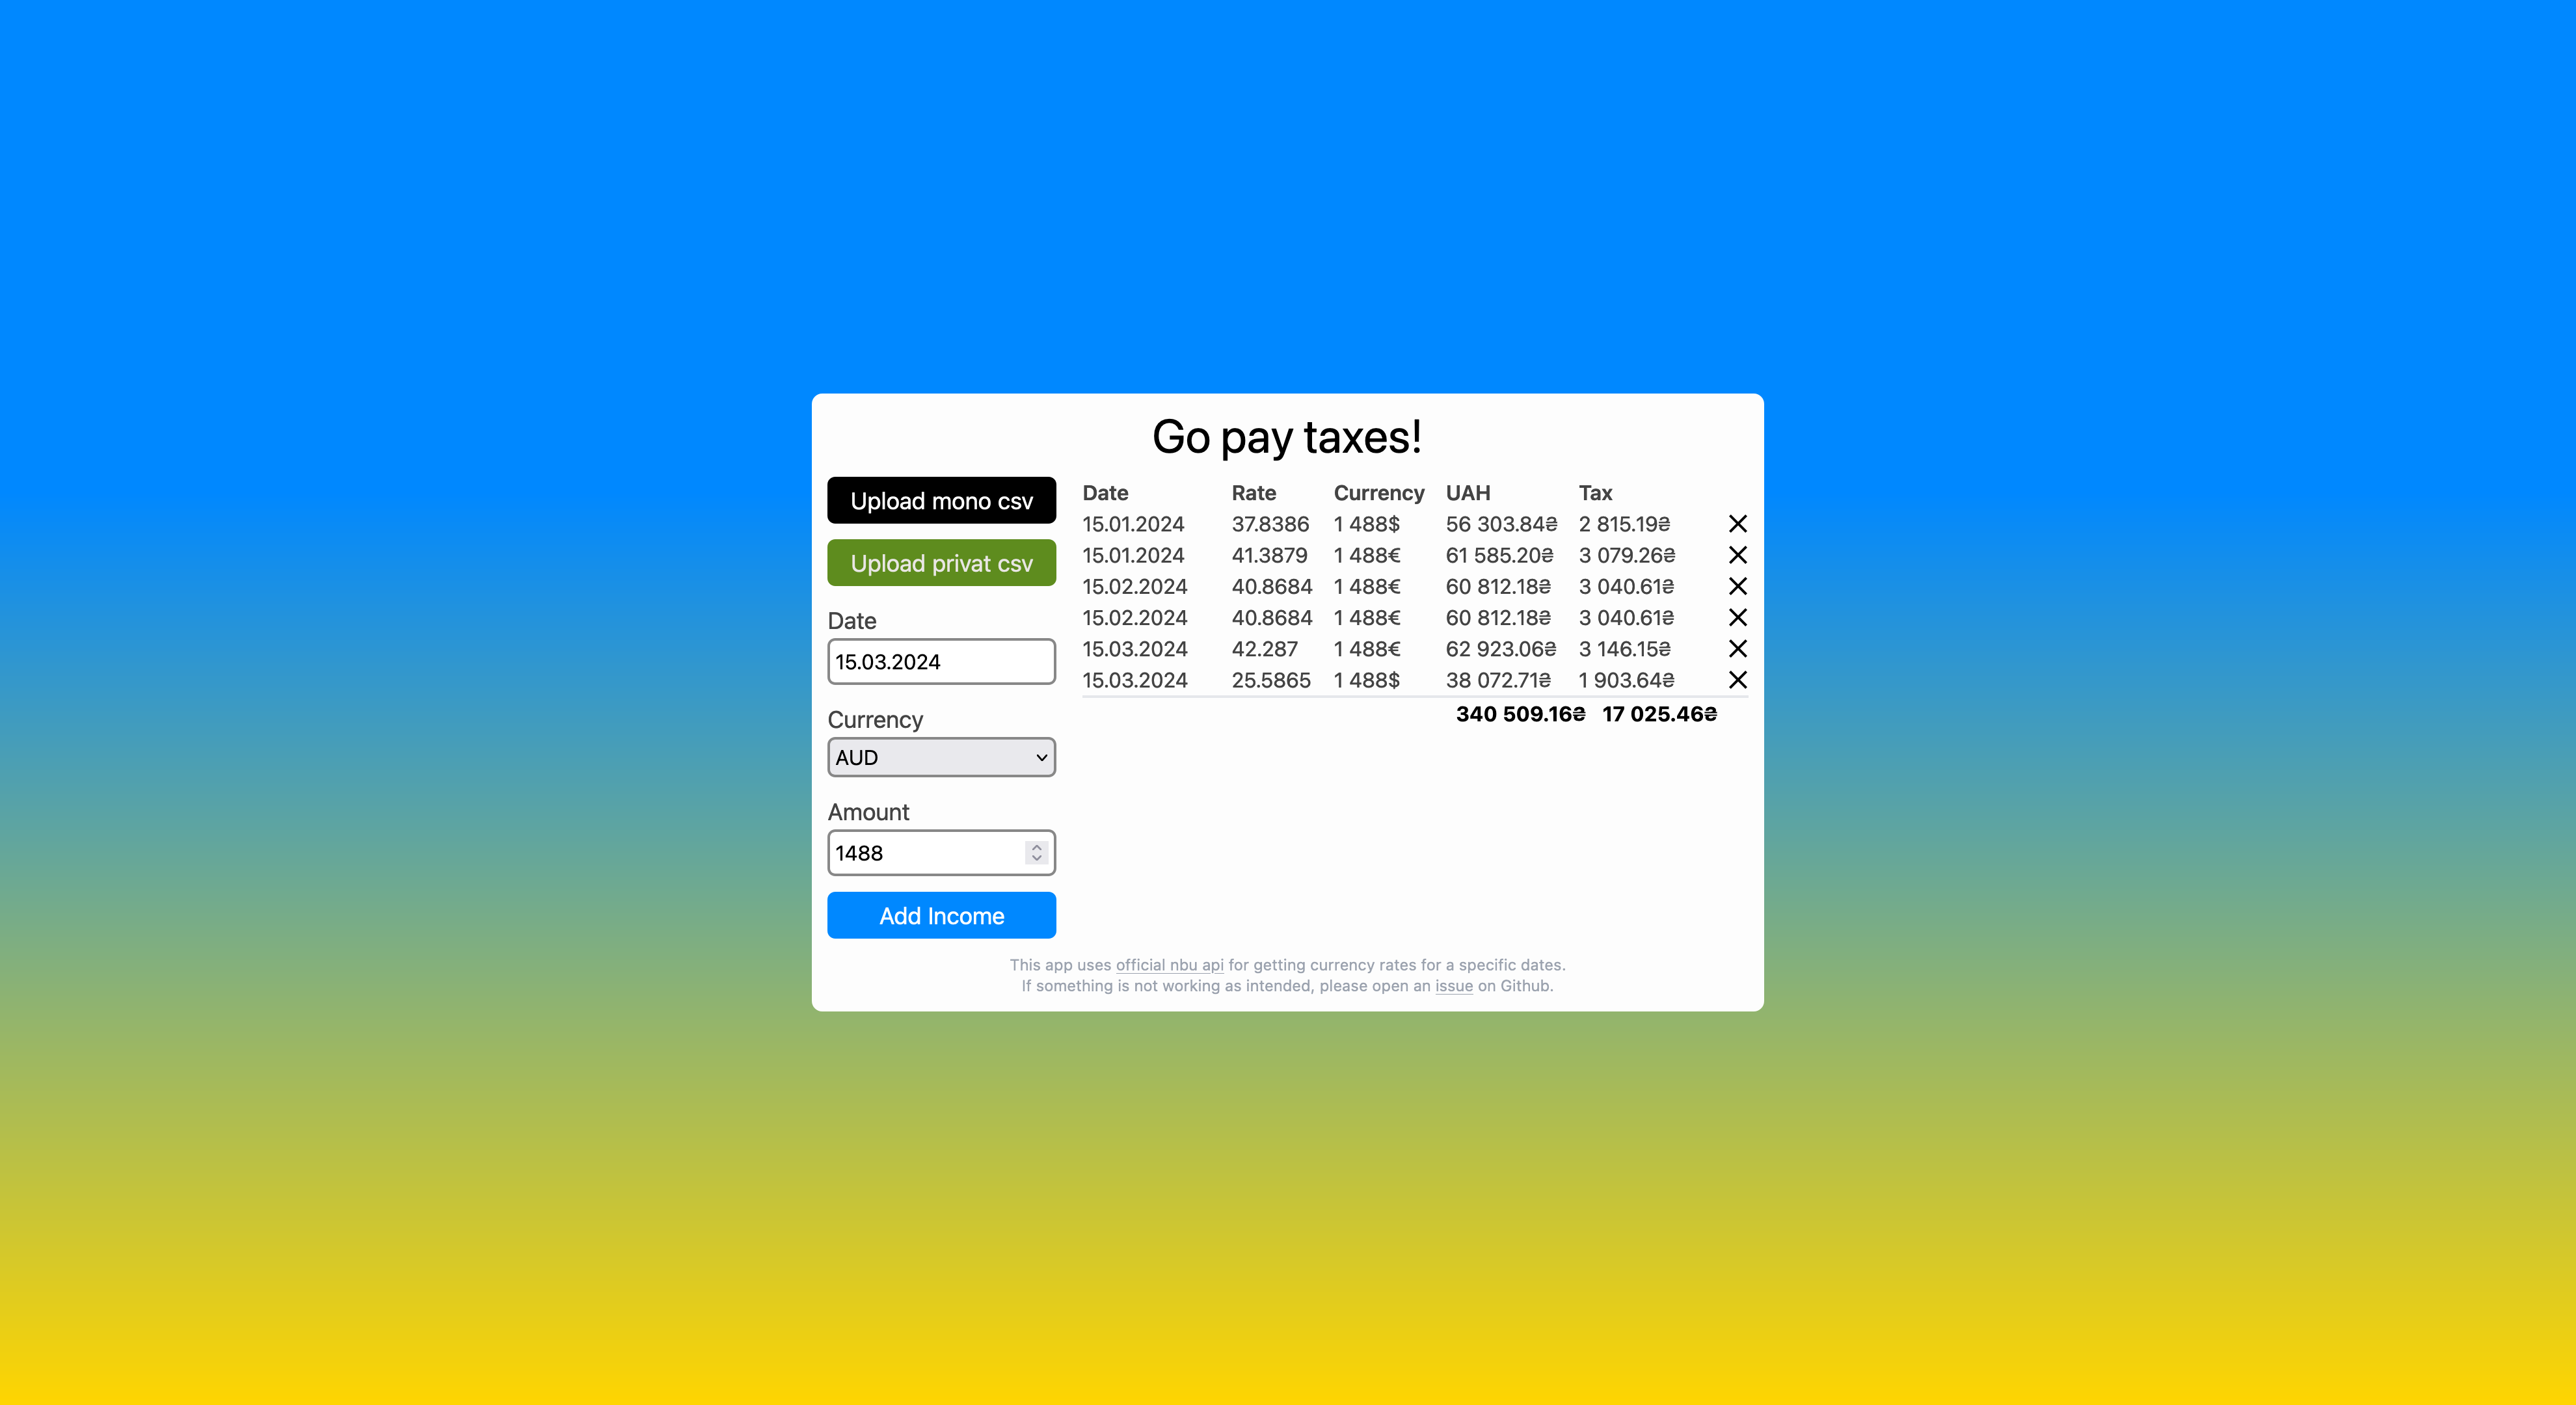 Go pay taxes!
Upload mono csv
Upload privat csv
Date
15.03.2024
Currency
AUD
Amount
1488
Add Income
Date Rate Currency UAH Tax
15.01.2024 37.8386 1 488$ 56 303.84₴ 2 815.19₴
15.01.2024 41.3879 1 488€ 61 585.20₴ 3 079.26₴
15.02.2024 40.8684 1 488€ 60 812.18₴ 3 040.61₴
15.02.2024 40.8684 1 488€ 60 812.18₴ 3 040.61₴
15.03.2024 42.287 1 488€ 62 923.06₴ 3 146.15₴
15.03.2024 25.5865 1 488$ 38 072.71₴ 1 903.64₴
340 509.16₴ 17 025.46₴
This app uses official nbu api for getting currency rates for a specific dates.
If something is not working as intended, please open an issue on Github.